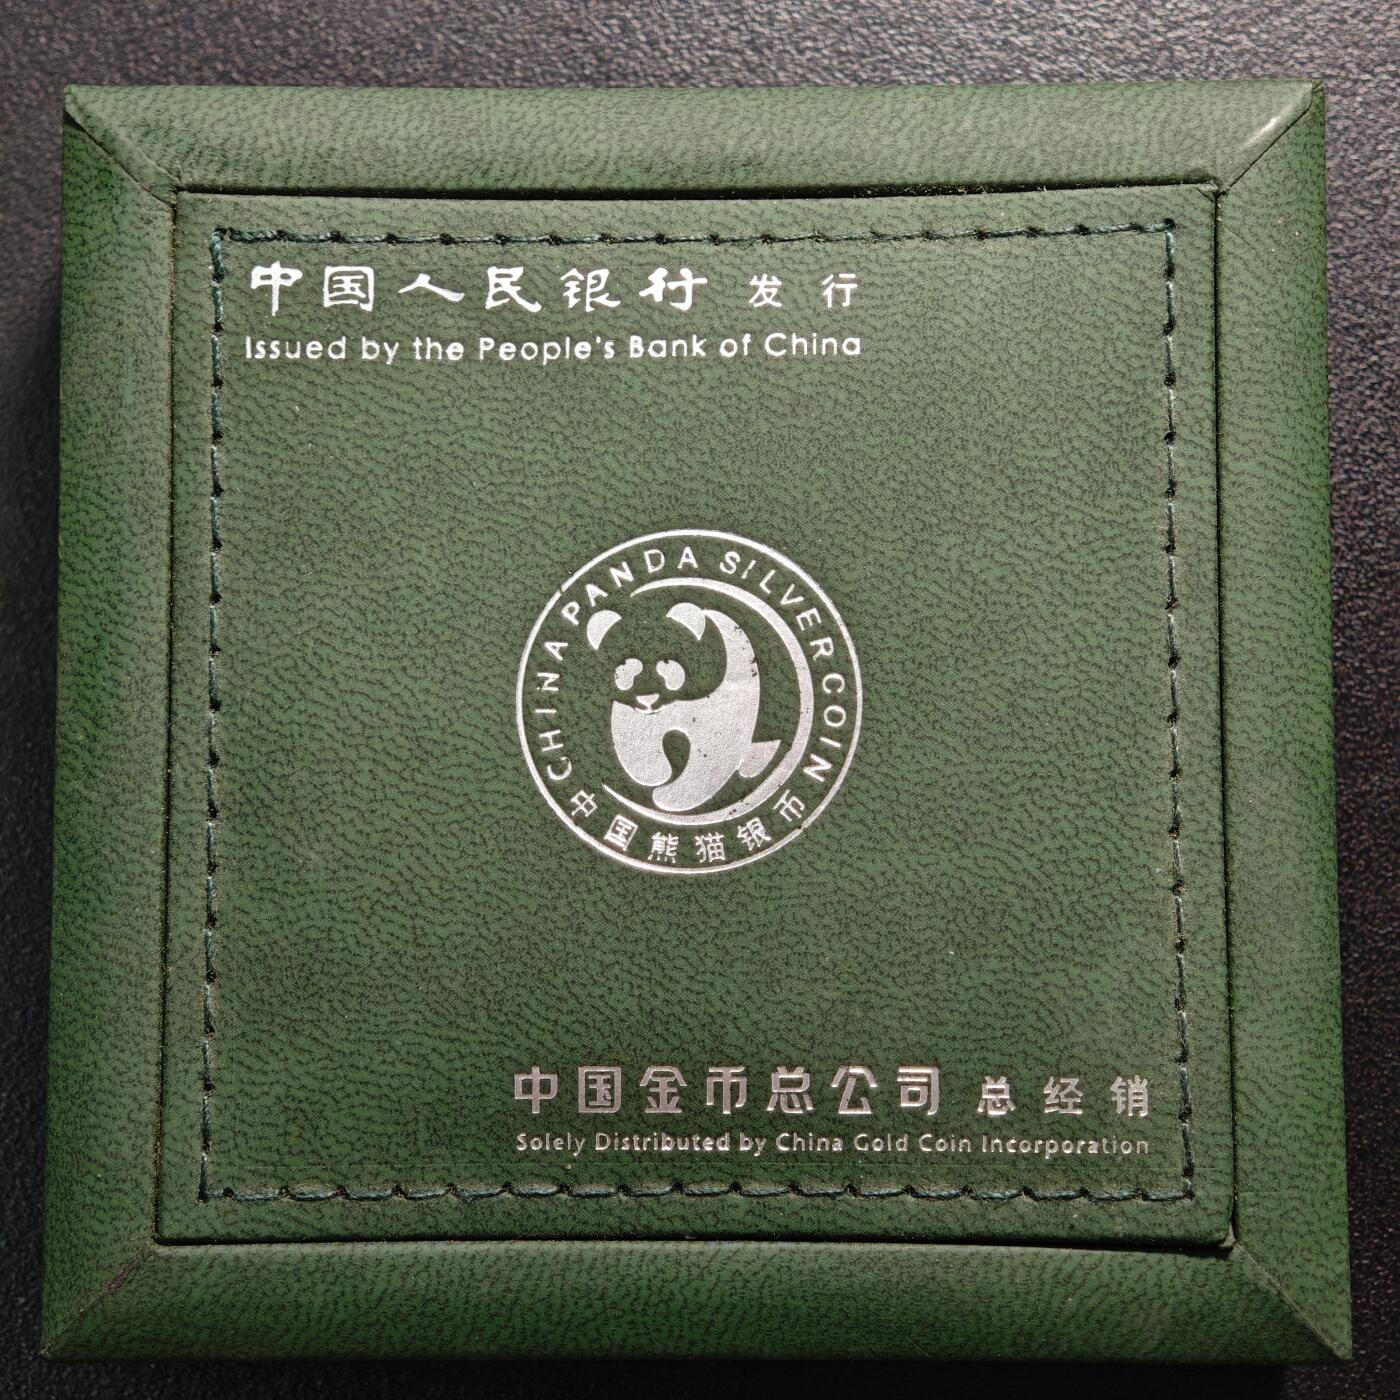 中国人民银行 发行
Issued by the People's Bank of China
CHINA PANDA SILVER COIN
中国熊猫银币
中国金币总公司 总经销
Solely Distributed by China Gold Coin Incorporation